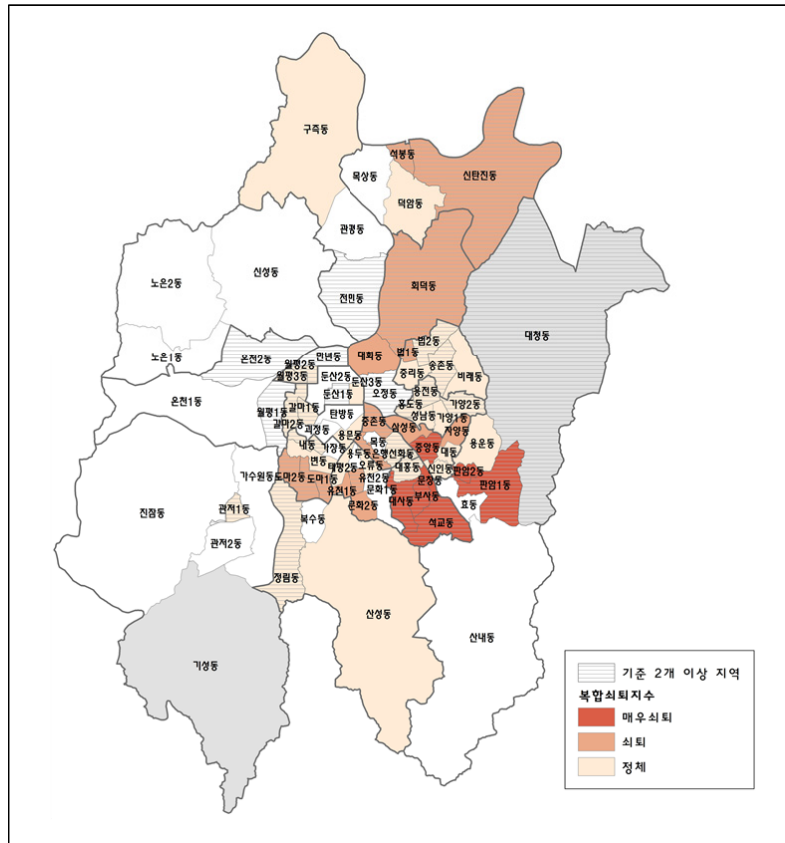 구즉동
석봉동
신탄진동
목상동
덕암동
관평동
노은2동
신성동
전민동
회덕동
대청동
노은1동
온천2동
만년동
대화동
법1동
법2동
송촌동
월평2동
월평3동
둔산2동
둔산3동
중리동
비래동
둔산1동
오정동
용전동
온천1동
월평1동
갈마1동
탄방동
홍도동
가양2동
성남동
가양1동
갈마2동
괴정동
중촌동
삼성동
자양동
용문동
목동
중앙동
용운동
내동
가장동
용두동
은행선화동
대동
변동
태평2동
오류동
대흥동
신인동
판암2동
가수원동
도마2동
도마1동
유천1동
유천2동
문창동
판암1동
문화1동
대사동
부사동
진잠동
관저1동
복수동
문화2동
효동
석교동
관저2동
정림동
산성동
산내동
기성동
기준 2개 이상 지역
복합쇠퇴지수
매우쇠퇴
쇠퇴
정체